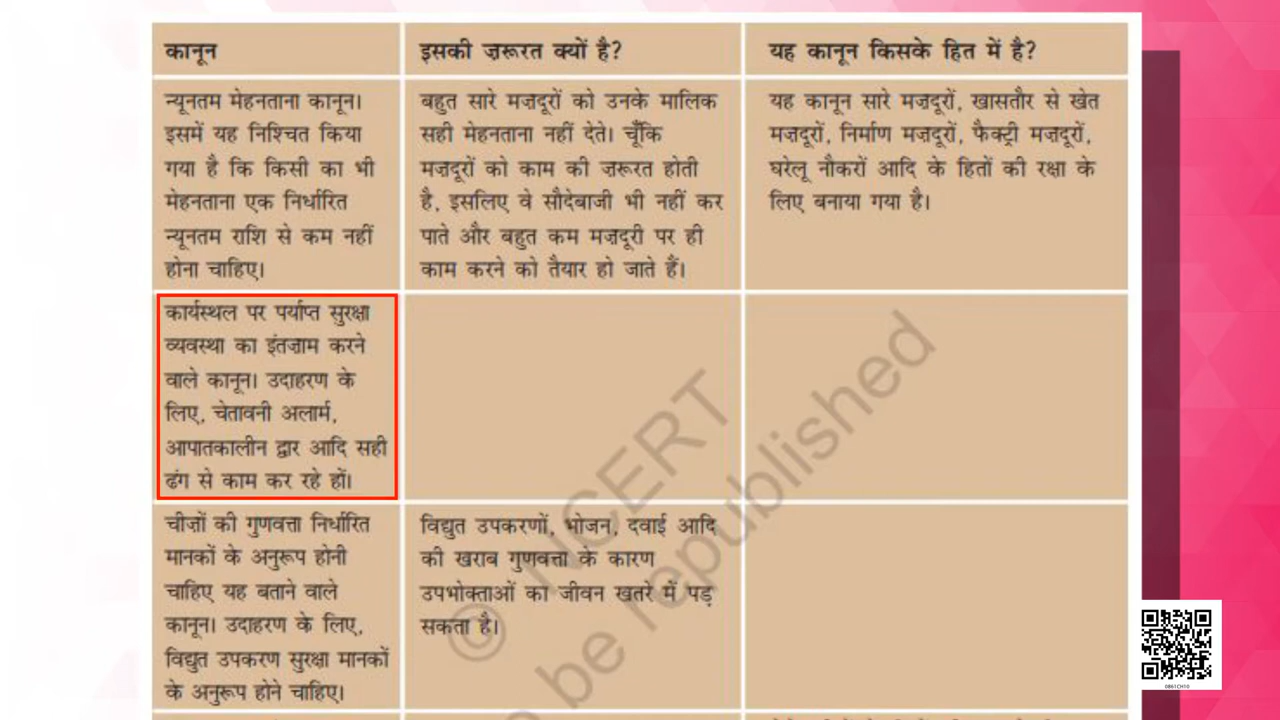 कानून
इसकी ज़रूरत क्यों है?
यह कानून किसके हित में है?
न्यूनतम मेहनताना कानून।
इसमें यह निश्चित किया
गया है कि किसी का भी
मेहनताना एक निर्धारित
न्यूनतम राशि से कम नहीं
होना चाहिए।
बहुत सारे मज़दूरों को उनके मालिक
सही मेहनताना नहीं देते। चूँकि
मज़दूरों को काम की ज़रूरत होती
है, इसलिए वे सौदेबाजी भी नहीं कर
पाते और बहुत कम मज़दूरी पर ही
काम करने को तैयार हो जाते हैं।
यह कानून सारे मज़दूरों, खासतौर से खेत
मज़दूरों, निर्माण मज़दूरों, फैक्ट्री मज़दूरों,
घरेलू नौकरों आदि के हितों की रक्षा के
लिए बनाया गया है।
कार्यस्थल पर पर्याप्त सुरक्षा
व्यवस्था का इंतज़ाम करने
वाले कानून। उदाहरण के
लिए, चेतावनी अलार्म,
आपातकालीन द्वार आदि सही
ढंग से काम कर रहे हों।
चीज़ों की गुणवत्ता निर्धारित
मानकों के अनुरूप होनी
चाहिए यह बताने वाले
कानून। उदाहरण के लिए,
विद्युत उपकरण सुरक्षा मानकों
के अनुरूप होने चाहिए।
विद्युत उपकरणों, भोजन, दवाई आदि
की खराब गुणवत्ता के कारण
उपभोक्ताओं का जीवन खतरे में पड़
सकता है।
© NCERT
be republished
0861CH10